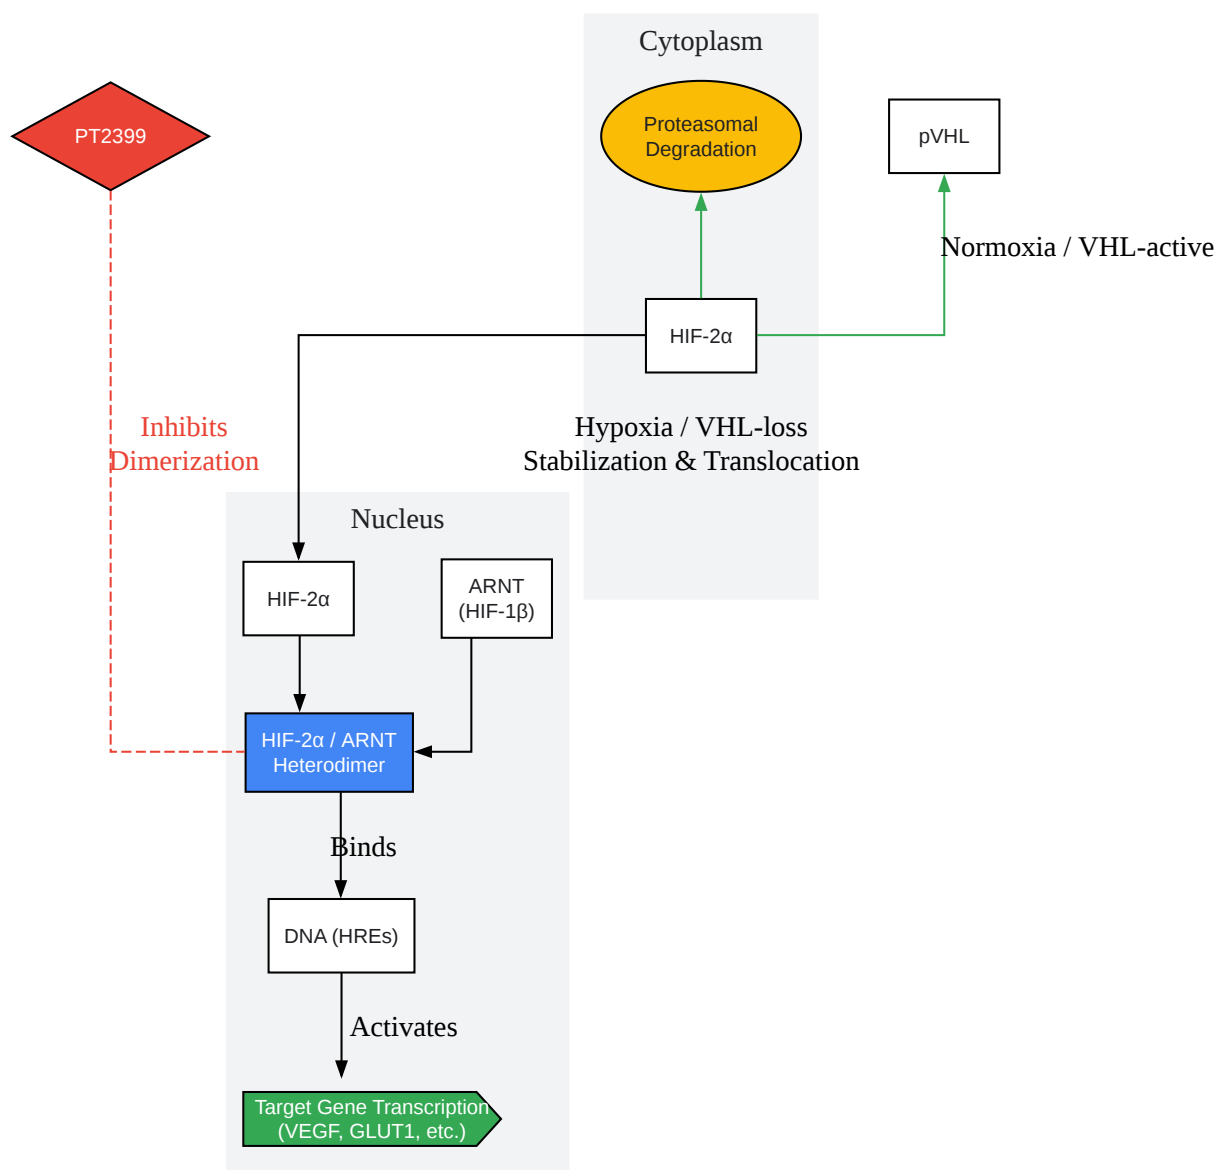 Cytoplasm
PT2399
Proteasomal
Degradation
pVHL
Normoxia / VHL-active
HIF-2α
Inhibits
Dimerization
Hypoxia / VHL-loss
Stabilization & Translocation
Nucleus
HIF-2α
ARNT
(HIF-1β)
HIF-2α / ARNT
Heterodimer
Binds
DNA (HREs)
Activates
Target Gene Transcription
(VEGF, GLUT1, etc.)